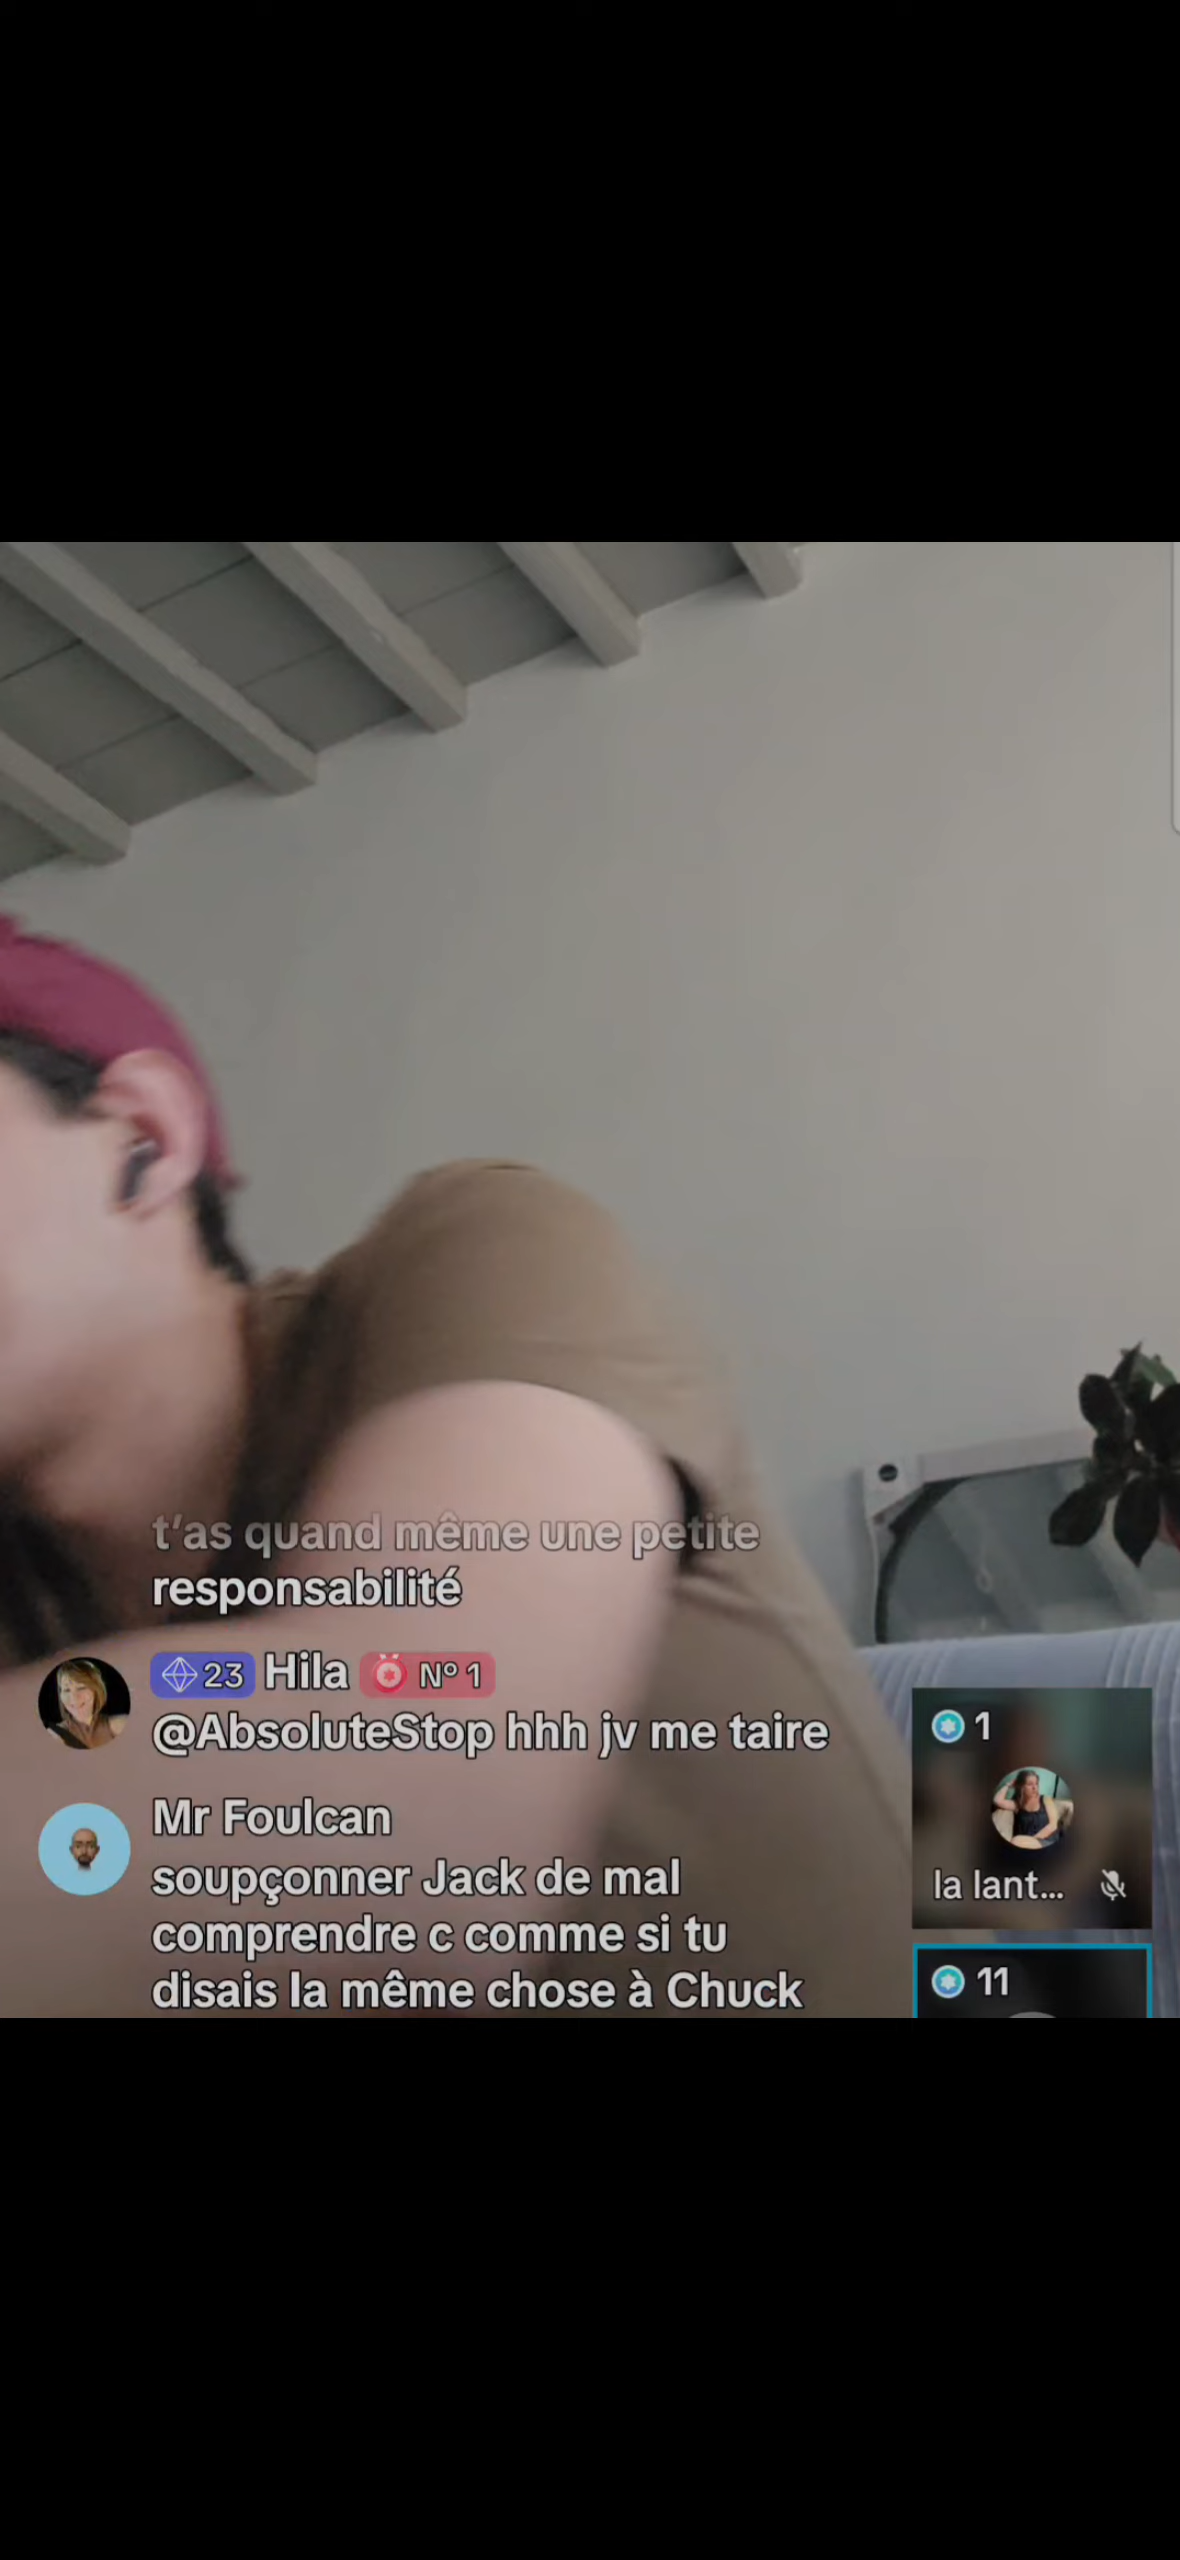 t'as quand même une petite
responsabilité
23 Hila N° 1
@AbsoluteStop hhh jv me taire
Mr Foulcan
soupçonner Jack de mal
comprendre c comme si tu
disais la même chose à Chuck
1
la lant...
11